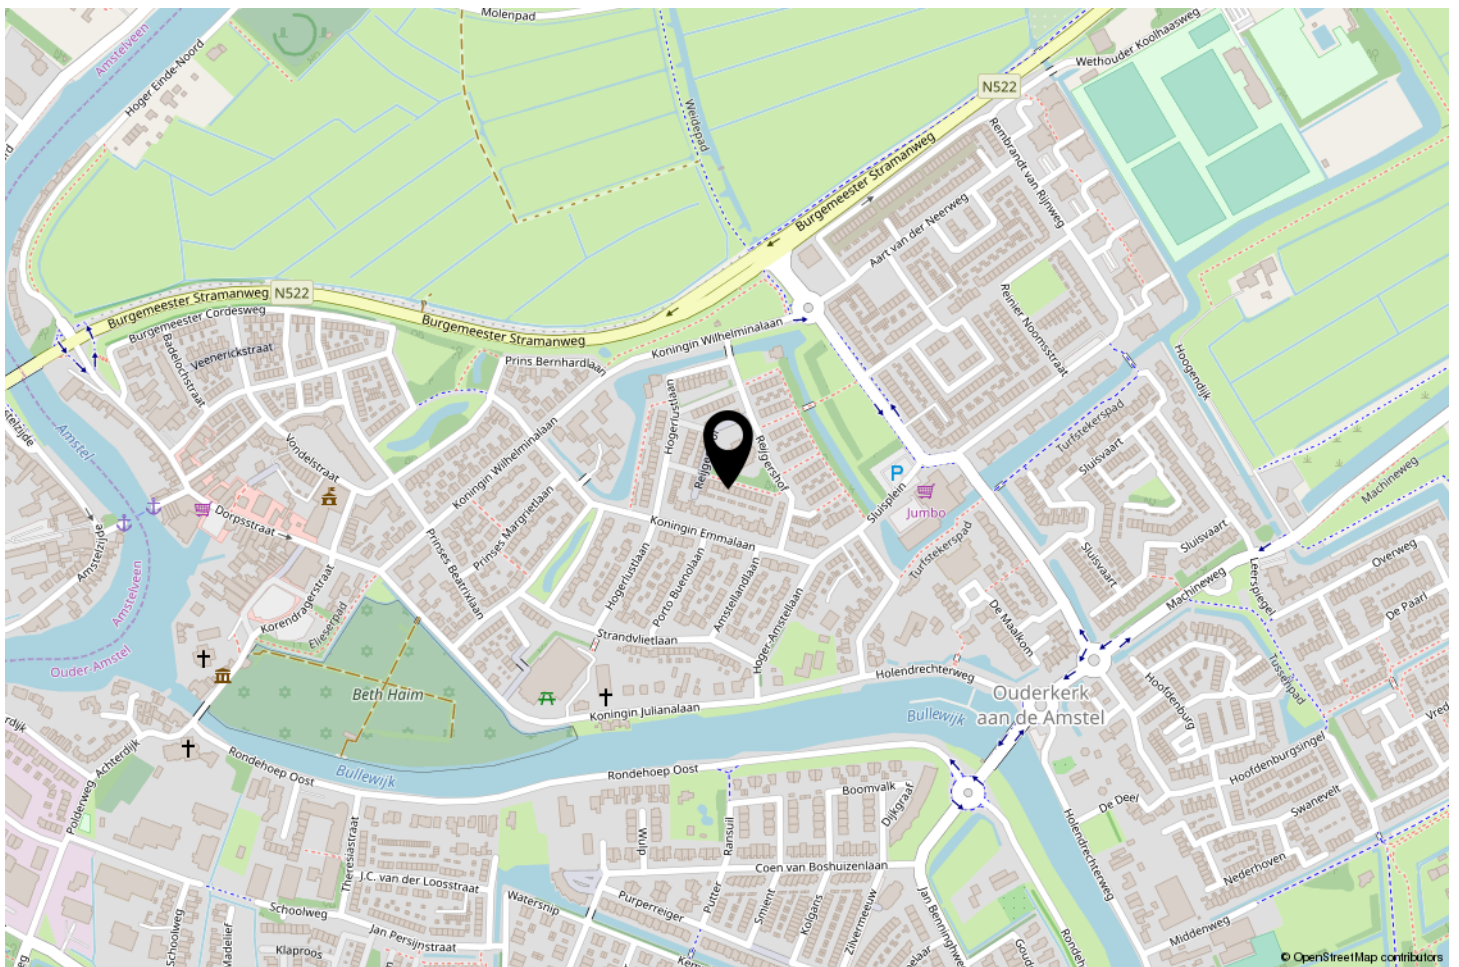 Molenpad
Amstelveen
Hoger Einde-Noord
Wethouder Koolhaasweg
N522
Weidepad
Burgemeester Stramanweg
Rembrandt van Rijnweg
Aart van der Neerweg
Reinier Noomsstraat
N522
Burgemeester Stramanweg
Burgemeester Cordesweg
Burgemeester Stramanweg
Koningin Wilhelminalaan
Prins Bernhardlaan
Veenerickstraat
Badelochstraat
Hoogendijk
Hogerlustlaan
Reijgershof
Turfstekerspad
Sluisvaart
Amstel
Vondelstraat
Koningin Wilhelminalaan
Prinses Margrietlaan
P
Jumbo
Sluisplein
Machineweg
Dorpsstraat
Koningin Emmalaan
Turfstekerspad
Sluisvaart
Sluisvaart
Overweg
Amstelzijde
Amstelveen
Prinses Beatrixlaan
Hogerlustlaan
Porto Buenolaan
Amstellandlaan
Hoger-Amstellaan
De Maalkom
Machineweg
Leerspiegel
De Paarl
Korendragerstraat
Elieserpad
Strandvlietlaan
Ouder-Amstel
Beth Haim
Holendrechterweg
Ouderkerk
aan de Amstel
Bullewijk
Koningin Julianalaan
Hoofdenburg
Tussenpad
Achterdijk
Rondehoep Oost
Bullewijk
Rondehoep Oost
Hoofdenburgsingel
Polderweg
Boomvalk
Dijkgraaf
De Deel
Swanevelt
Wulp
Ransuil
Theresiastraat
Coen van Boshuizenlaan
Holendrechterweg
Nederhoven
J.C. van der Loosstraat
Watersnip
Purperreiger
Putter
Smient
Kolgans
Zilvermeeuw
Jan Benninghweg
Schoolweg
Schoolweg
Madelief
Jan Persijnstraat
Klaproos
Middenweg
© OpenStreetMap contributors